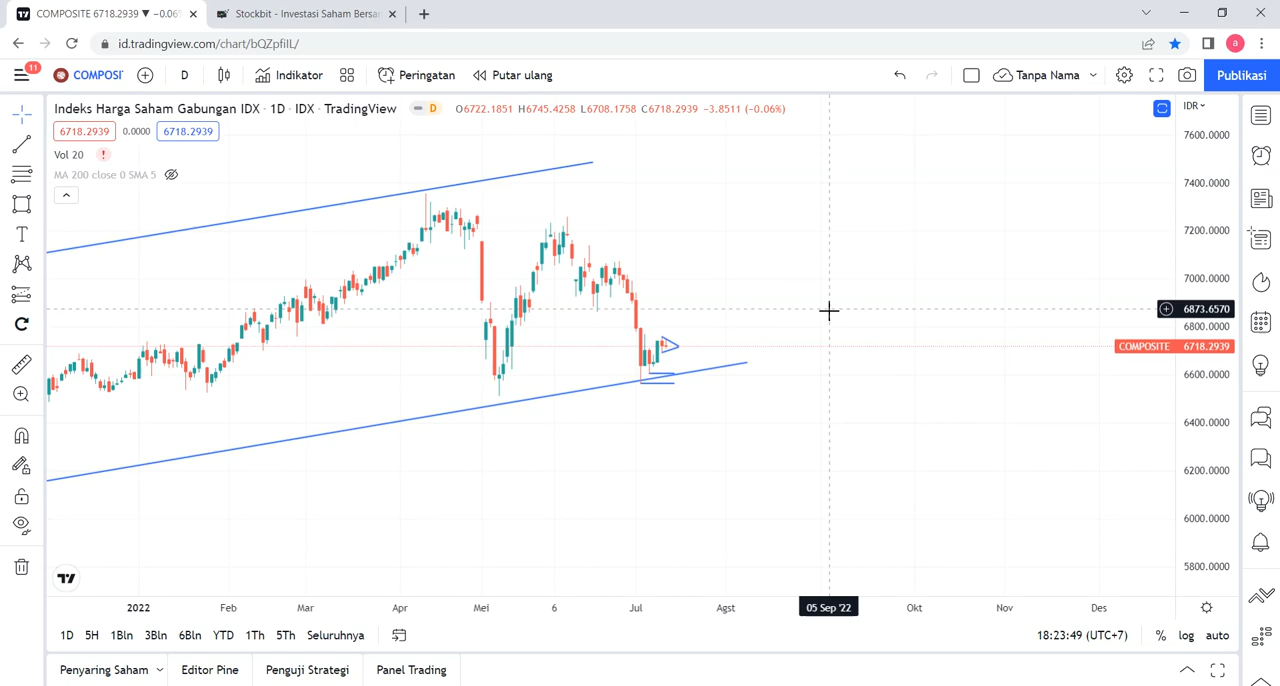 COMPOSITE 6718.2939 ▼ −0.06
Stockbit - Investasi Saham Bersam
id.tradingview.com/chart/bQZpfiIL/
a
11
COMPOSI
D
Indikator
Peringatan
Putar ulang
Tanpa Nama
Publikasi
Indeks Harga Saham Gabungan IDX · 1D · IDX · TradingView
D
O6722.1851 H6745.4258 L6708.1758 C6718.2939 −3.8511 (−0.06%)
IDR
6718.2939
0.0000
6718.2939
Vol 20
!
MA 200 close 0 SMA 5
7600.0000
7400.0000
7200.0000
7000.0000
6873.6570
6800.0000
COMPOSITE 6718.2939
6600.0000
6400.0000
6200.0000
6000.0000
5800.0000
T
2022
Feb
Mar
Apr
Mei
6
Jul
Agst
05 Sep '22
Okt
Nov
Des
1D
5H
1Bln
3Bln
6Bln
YTD
1Th
5Th
Seluruhnya
18:23:49 (UTC+7)
%
log
auto
Penyaring Saham
Editor Pine
Penguji Strategi
Panel Trading